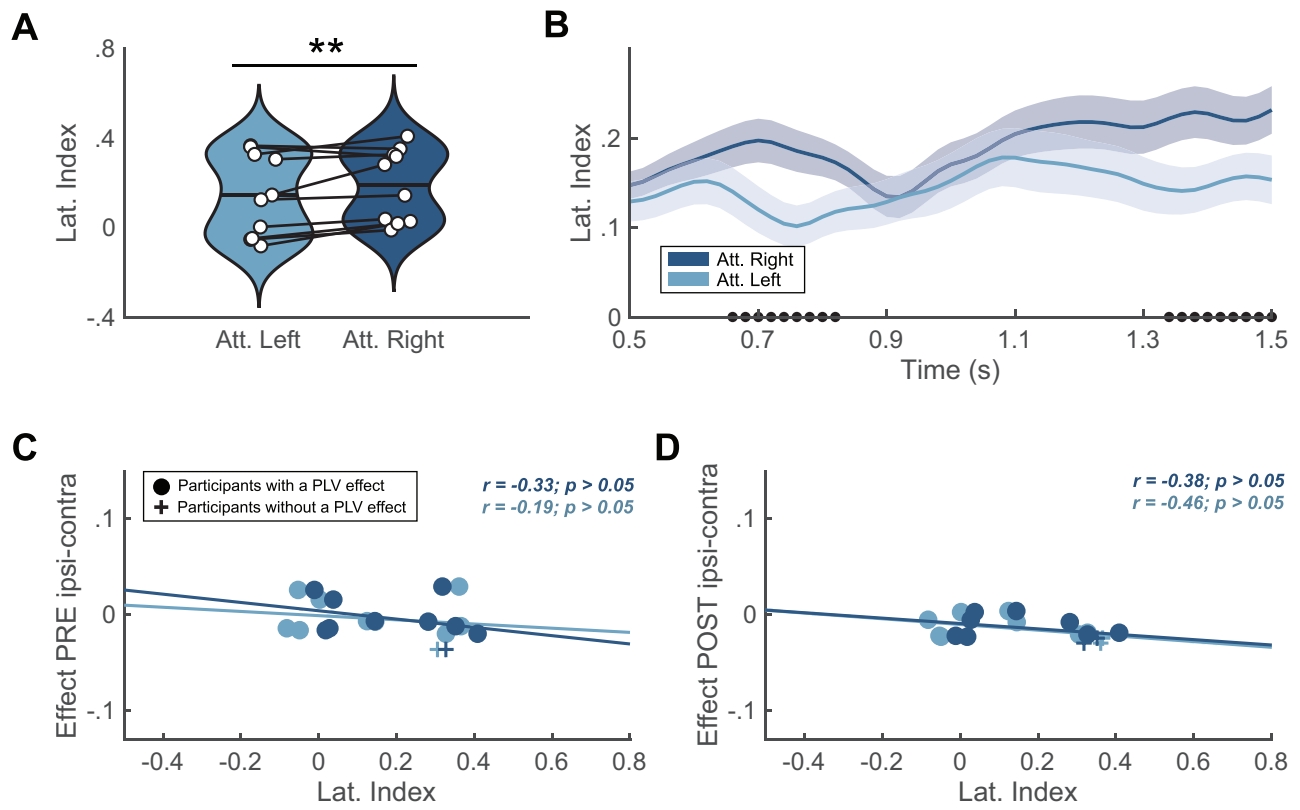 A
B
**
.8
.4
0
-.4
Lat. Index
Att. Left
Att. Right
.2
.1
0
Lat. Index
Att. Right
Att. Left
0.5
0.7
0.9
1.1
1.3
1.5
Time (s)
C
D
Participants with a PLV effect
Participants without a PLV effect
r = -0.33; p > 0.05
r = -0.19; p > 0.05
.1
0
-.1
Effect PRE ipsi-contra
-0.4
-0.2
0
0.2
0.4
0.6
0.8
Lat. Index
r = -0.38; p > 0.05
r = -0.46; p > 0.05
.1
0
-.1
Effect POST ipsi-contra
-0.4
-0.2
0
0.2
0.4
0.6
0.8
Lat. Index